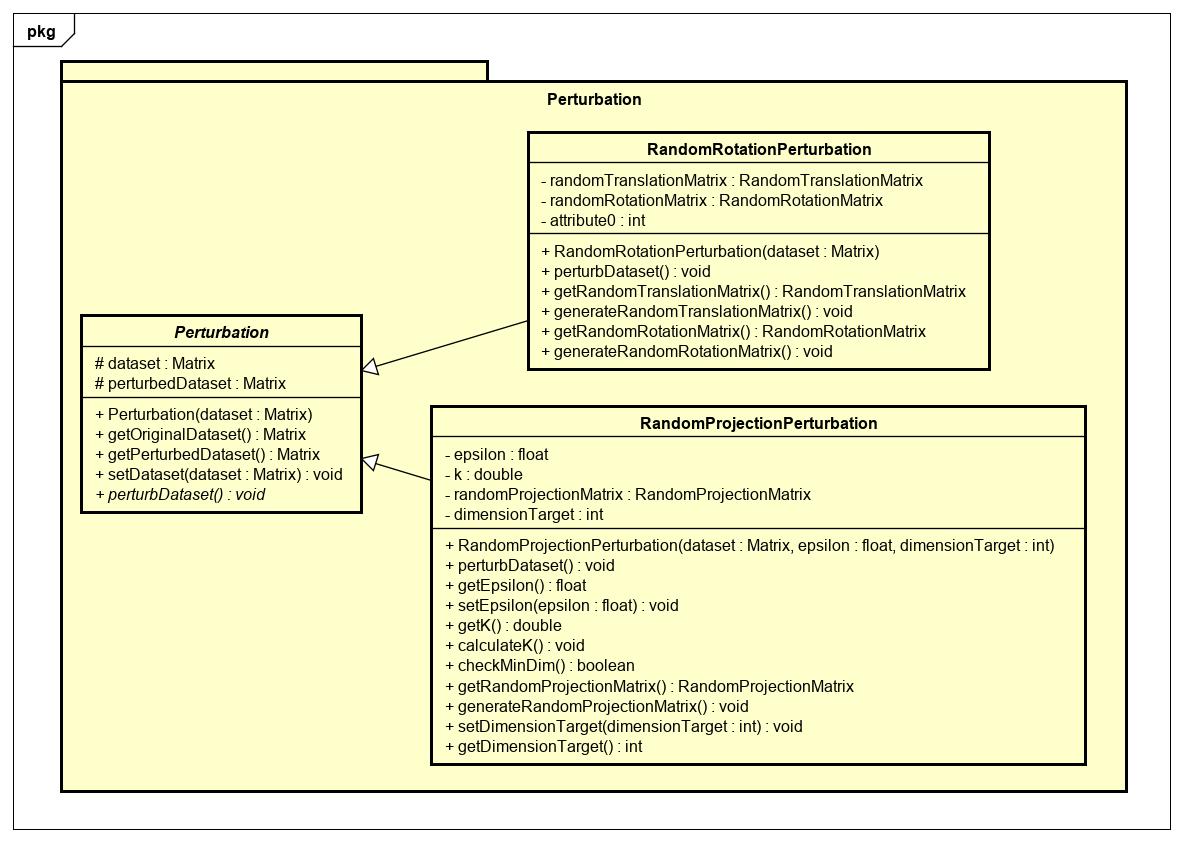 pkg
Perturbation
RandomRotationPerturbation
- randomTranslationMatrix : RandomTranslationMatrix
- randomRotationMatrix : RandomRotationMatrix
- attribute0 : int
+ RandomRotationPerturbation(dataset : Matrix)
+ perturbDataset() : void
+ getRandomTranslationMatrix() : RandomTranslationMatrix
+ generateRandomTranslationMatrix() : void
+ getRandomRotationMatrix() : RandomRotationMatrix
+ generateRandomRotationMatrix() : void
Perturbation
# dataset : Matrix
# perturbedDataset : Matrix
+ Perturbation(dataset : Matrix)
+ getOriginalDataset() : Matrix
+ getPerturbedDataset() : Matrix
+ setDataset(dataset : Matrix) : void
+ perturbDataset() : void
RandomProjectionPerturbation
- epsilon : float
- k : double
- randomProjectionMatrix : RandomProjectionMatrix
- dimensionTarget : int
+ RandomProjectionPerturbation(dataset : Matrix, epsilon : float, dimensionTarget : int)
+ perturbDataset() : void
+ getEpsilon() : float
+ setEpsilon(epsilon : float) : void
+ getK() : double
+ calculateK() : void
+ checkMinDim() : boolean
+ getRandomProjectionMatrix() : RandomProjectionMatrix
+ generateRandomProjectionMatrix() : void
+ setDimensionTarget(dimensionTarget : int) : void
+ getDimensionTarget() : int